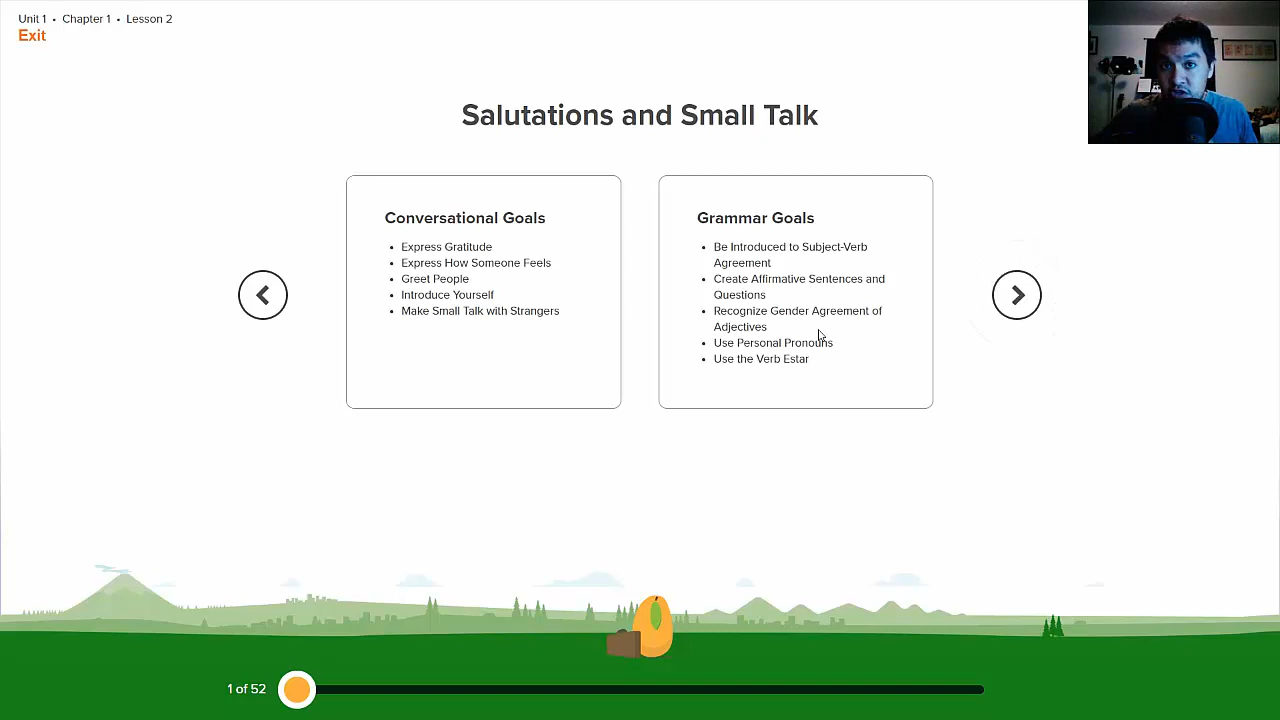 Unit 1 • Chapter 1 • Lesson 2
Exit
Salutations and Small Talk
Conversational Goals
• Express Gratitude
• Express How Someone Feels
• Greet People
• Introduce Yourself
• Make Small Talk with Strangers
Grammar Goals
• Be Introduced to Subject-Verb
Agreement
• Create Affirmative Sentences and
Questions
• Recognize Gender Agreement of
Adjectives
• Use Personal Pronouns
• Use the Verb Estar
1 of 52